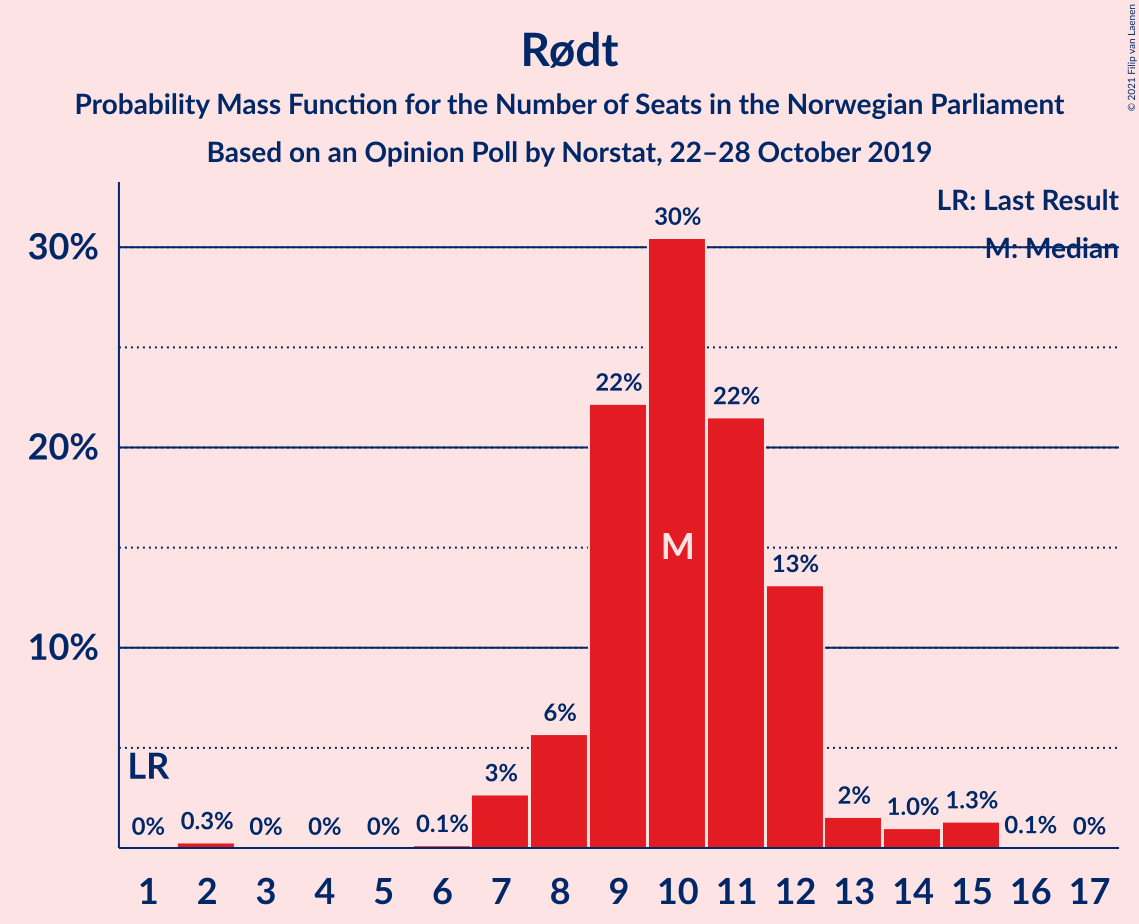 Rødt
Probability Mass Function for the Number of Seats in the Norwegian Parliament
Based on an Opinion Poll by Norstat, 22–28 October 2019
© 2021 Filip van Laenen
LR: Last Result
M: Median
30%
20%
10%
30%
22%
22%
M
13%
6%
LR
3%
2%
1.0%
1.3%
0%
0.3%
0%
0%
0%
0.1%
0.1%
0%
1 2 3 4 5 6 7 8 9 10 11 12 13 14 15 16 17